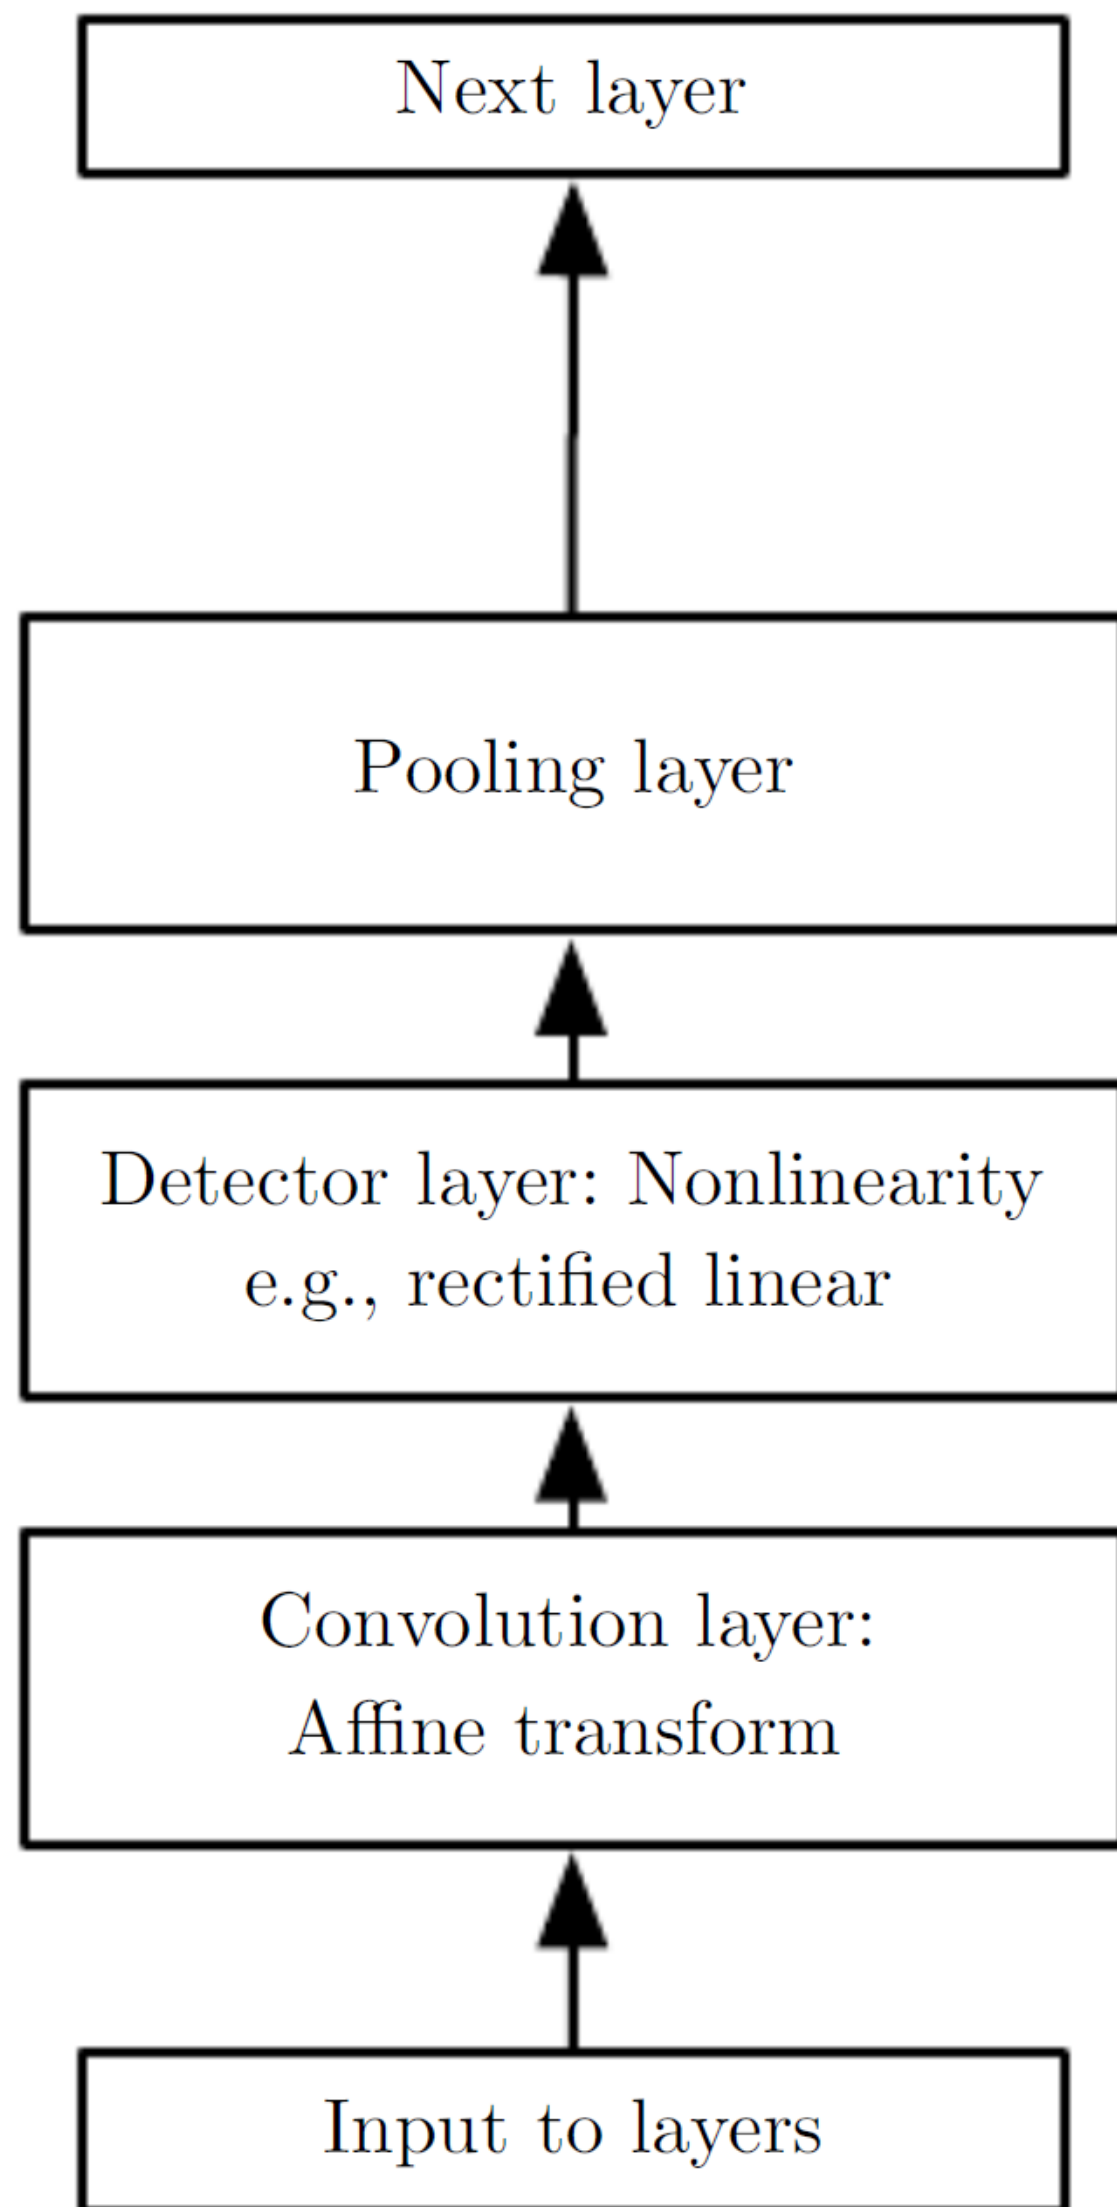 Next layer
Pooling layer
Detector layer: Nonlinearity
e.g., rectified linear
Convolution layer:
Affine transform
Input to layers